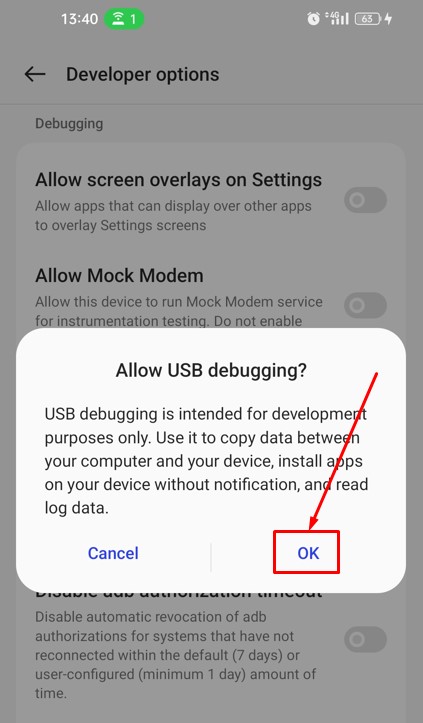 13:40 1 4G 63
Developer options
Debugging
Allow screen overlays on Settings
Allow apps that can display over other apps
to overlay Settings screens
Allow Mock Modem
Allow this device to run Mock Modem service
for instrumentation testing. Do not enable
Allow USB debugging?
USB debugging is intended for development
purposes only. Use it to copy data between
your computer and your device, install apps
on your device without notification, and read
log data.
Cancel OK
Disable adb authorization timeout
Disable automatic revocation of adb
authorizations for systems that have not
reconnected within the default (7 days) or
user-configured (minimum 1 day) amount of
time.